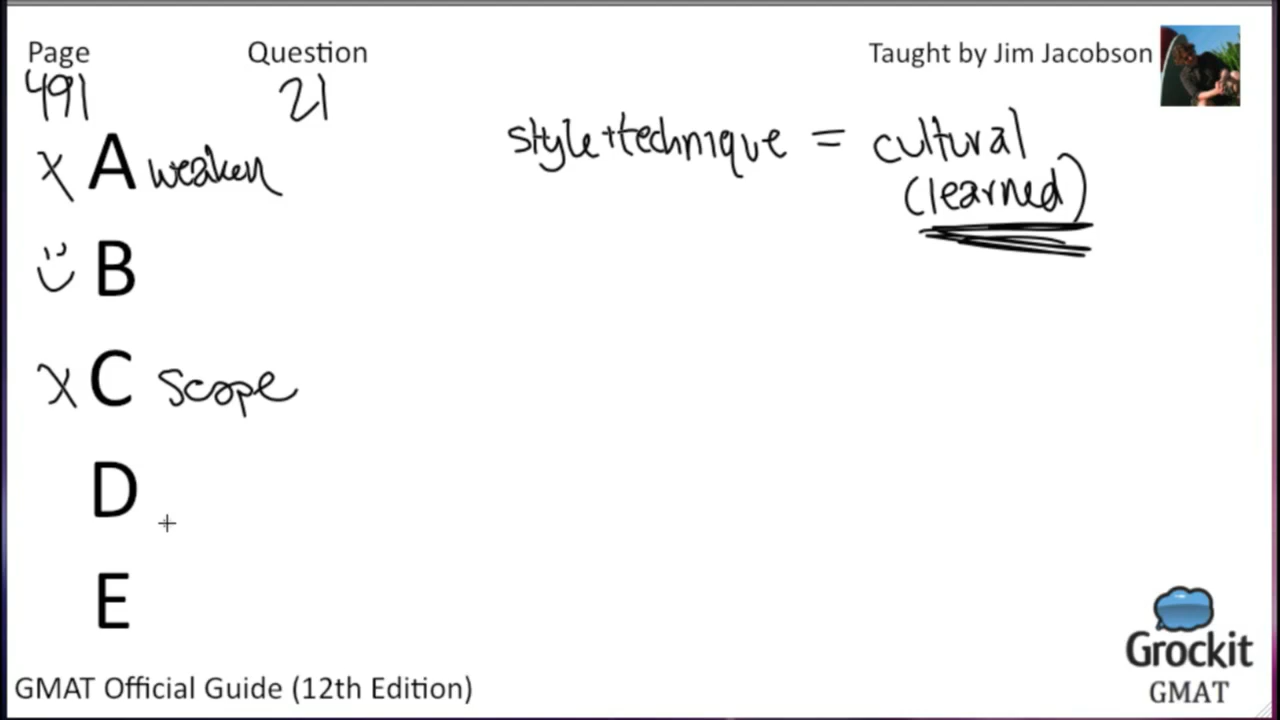 Page Question Taught by Jim Jacobson
491 21
style+technique = cultural
(learned)
X A weaken
B
X C scope
D
E
Grockit
GMAT
GMAT Official Guide (12th Edition)